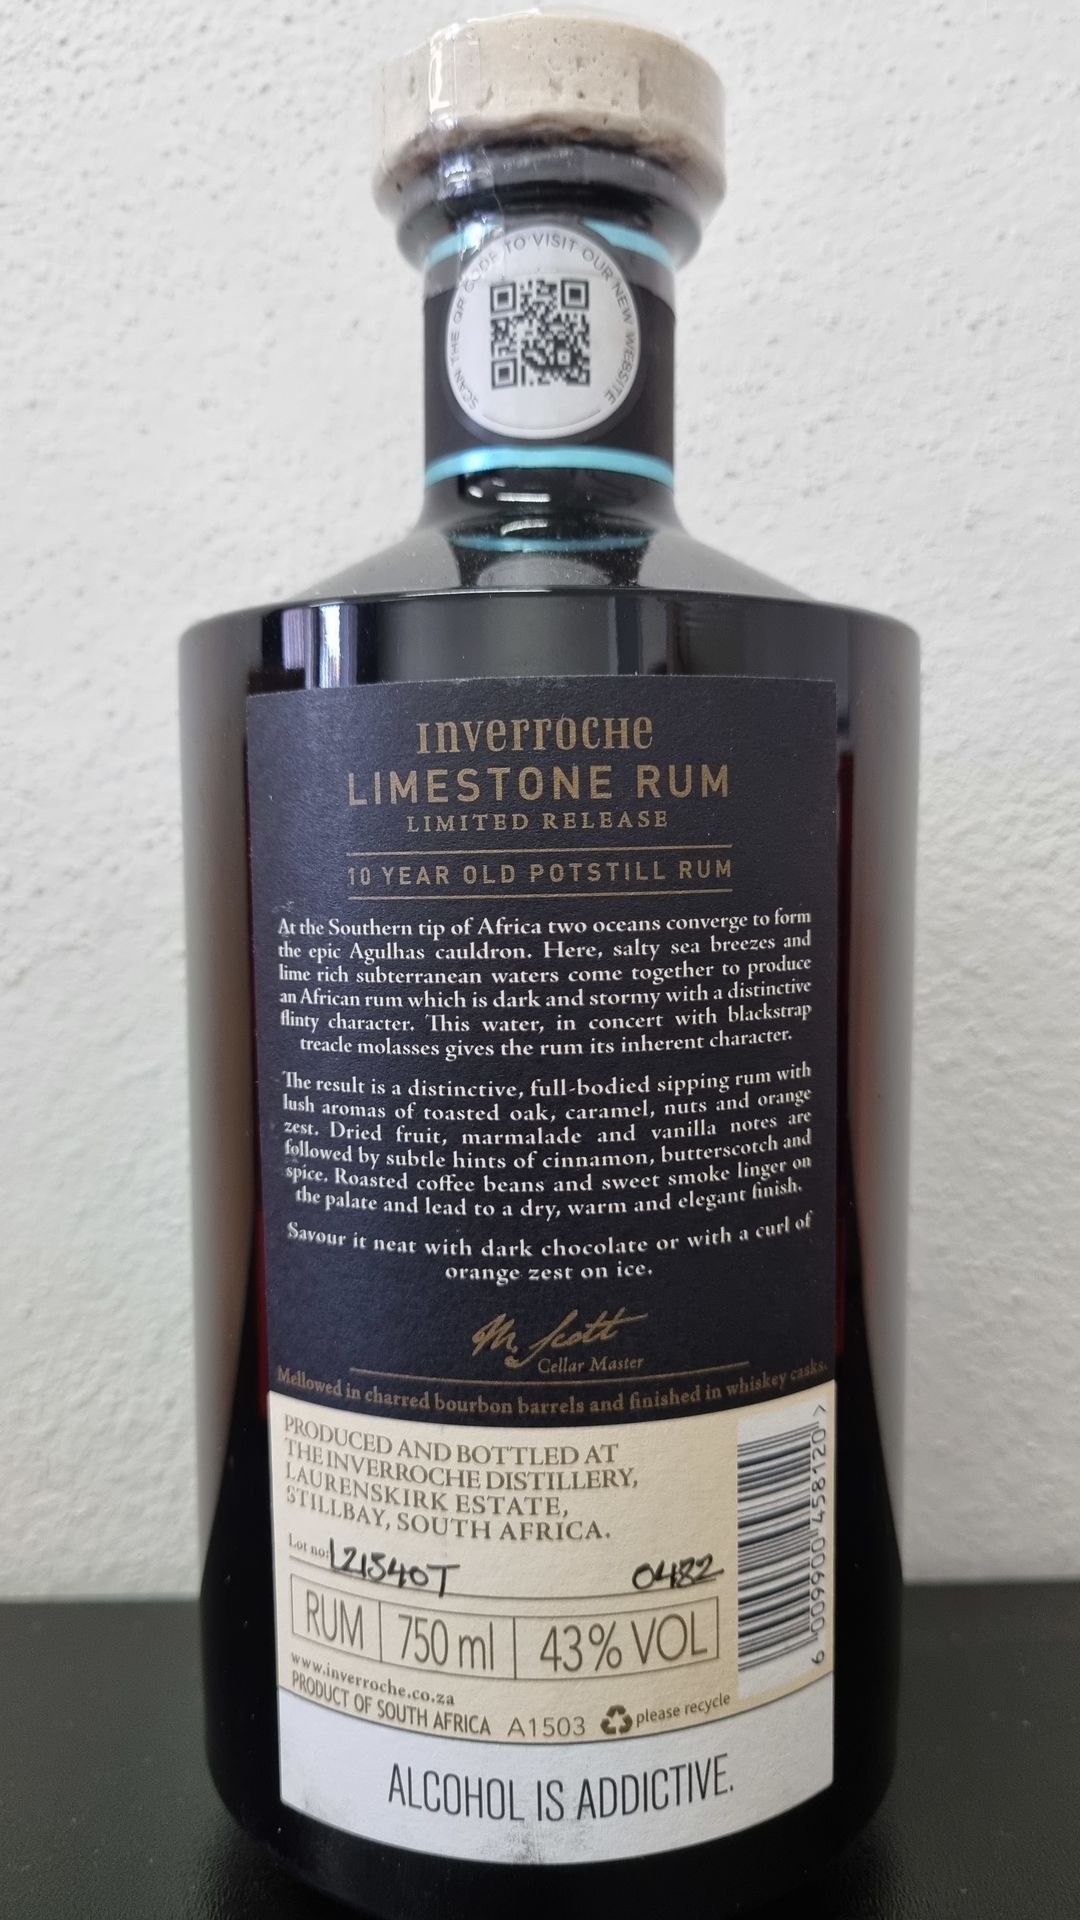 SCAN THE QR CODE TO VISIT OUR NEW WEBSITE
Inverroche
LIMESTONE RUM
LIMITED RELEASE
10 YEAR OLD POTSTILL RUM
At the Southern tip of Africa two oceans converge to form
the epic Agulhas cauldron. Here, salty sea breezes and
lime rich subterranean waters come together to produce
an African rum which is dark and stormy with a distinctive
flinty character. This water, in concert with blackstrap
treacle molasses gives the rum its inherent character.
The result is a distinctive, full-bodied sipping rum with
lush aromas of toasted oak, caramel, nuts and orange
zest. Dried fruit, marmalade and vanilla notes are
followed by subtle hints of cinnamon, butterscotch and
spice. Roasted coffee beans and sweet smoke linger on
the palate and lead to a dry, warm and elegant finish.
Savour it neat with dark chocolate or with a curl of
orange zest on ice.
M. Scott
Cellar Master
Mellowed in charred bourbon barrels and finished in whiskey casks.
PRODUCED AND BOTTLED AT
THE INVERROCHE DISTILLERY,
LAURENSKIRK ESTATE,
STILLBAY, SOUTH AFRICA.
Lot no: L21340T 0482
RUM 750 ml 43% VOL
www.inverroche.co.za
PRODUCT OF SOUTH AFRICA A1503 please recycle
6 009900 458120 >
ALCOHOL IS ADDICTIVE.